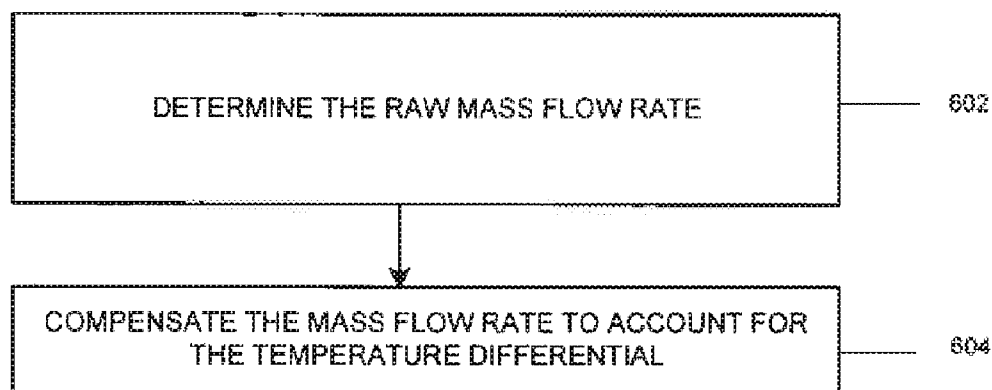 DETERMINE THE RAW MASS FLOW RATE
602
COMPENSATE THE MASS FLOW RATE TO ACCOUNT FOR
THE TEMPERATURE DIFFERENTIAL
604